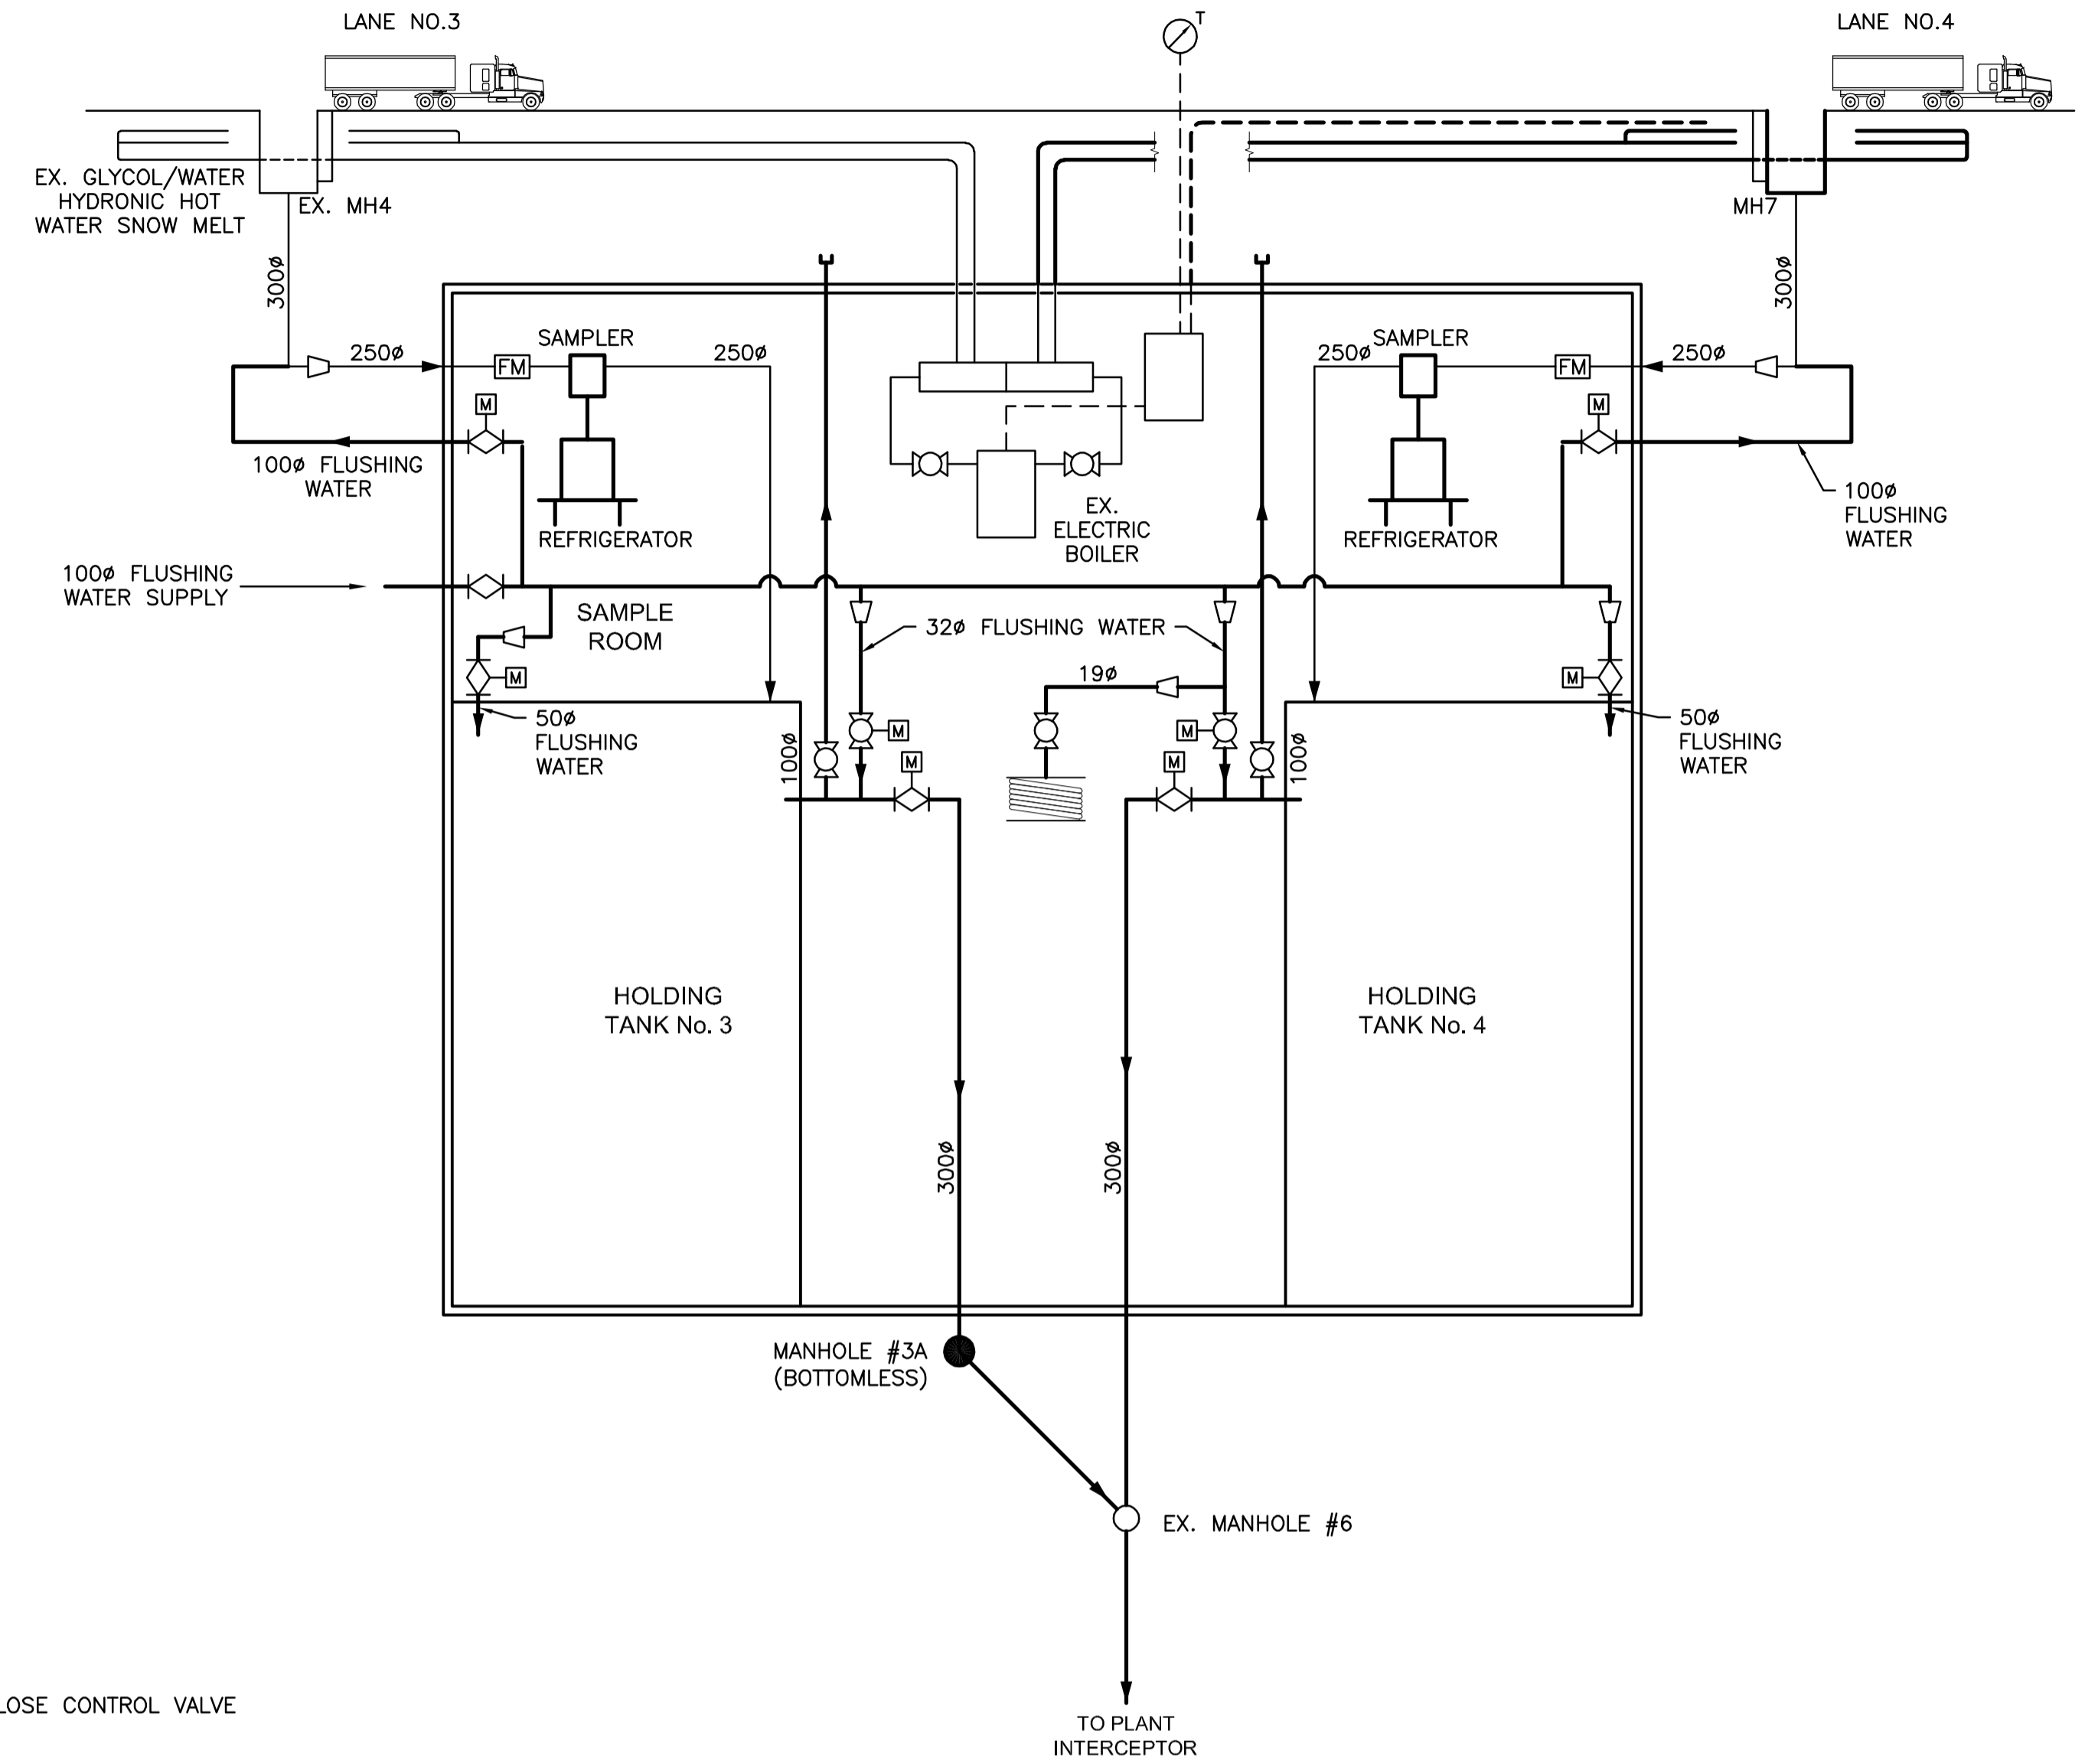 LANE NO.3
T
LANE NO.4
EX. GLYCOL/WATER
HYDRONIC HOT
WATER SNOW MELT
EX. MH4
MH7
300ø
300ø
SAMPLER
250ø
FM
250ø
M
100ø FLUSHING
WATER
REFRIGERATOR
SAMPLER
250ø
FM
250ø
M
100ø
FLUSHING
WATER
REFRIGERATOR
EX.
ELECTRIC
BOILER
100ø FLUSHING
WATER SUPPLY
SAMPLE
ROOM
32ø FLUSHING WATER
19ø
M
50ø
FLUSHING
WATER
M
50ø
FLUSHING
WATER
100ø
M
M
M
M
100ø
HOLDING
TANK No. 3
HOLDING
TANK No. 4
300ø
300ø
MANHOLE #3A
(BOTTOMLESS)
EX. MANHOLE #6
CONTROL VALVE
TO PLANT
INTERCEPTOR